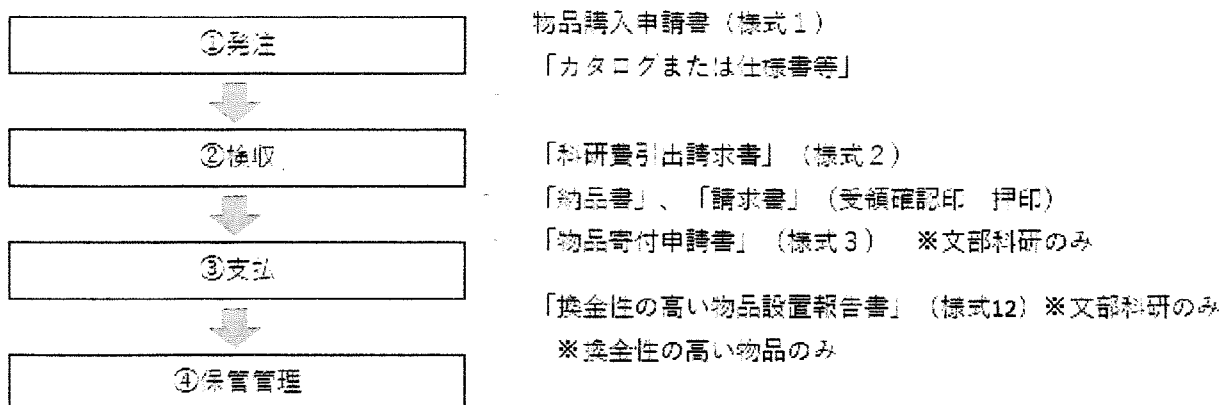 ①発注
物品購入申請書（様式１）
「カタログまたは仕様書等」
②検収
「科研費引出請求書」（様式２）
「納品書」、「請求書」（受領確認印　押印）
「物品寄付申請書」（様式３）　※文部科研のみ
③支払
「換金性の高い物品設置報告書」（様式12）※文部科研のみ
※換金性の高い物品のみ
④保管管理